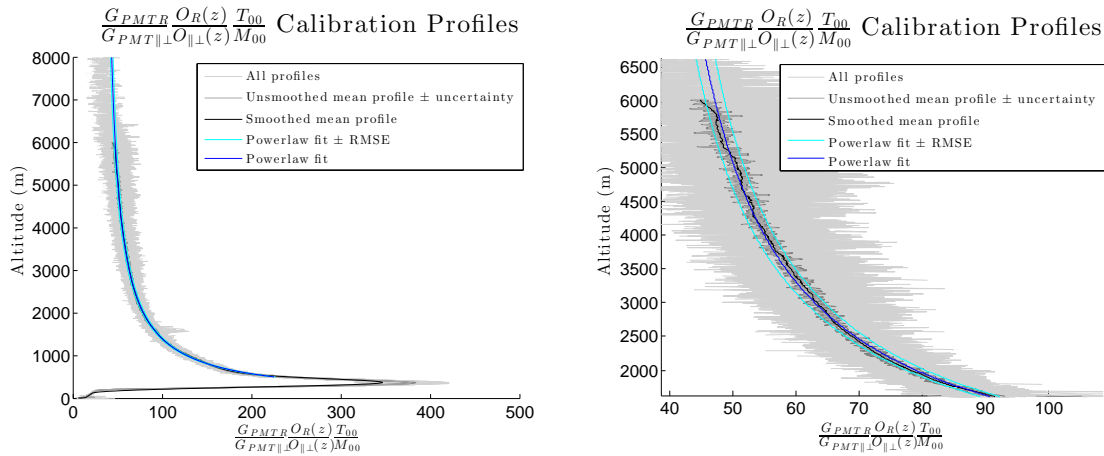 G_PMTR/G_PMT∥⊥ O_R(z)/O_∥⊥(z) T_00/M_00 Calibration Profiles
8000
7000
6000
5000
4000
3000
2000
1000
0
Altitude (m)
All profiles
Unsmoothed mean profile ± uncertainty
Smoothed mean profile
Powerlaw fit ± RMSE
Powerlaw fit
0 100 200 300 400 500
G_PMTR/G_PMT∥⊥ O_R(z)/O_∥⊥(z) T_00/M_00
G_PMTR/G_PMT∥⊥ O_R(z)/O_∥⊥(z) T_00/M_00 Calibration Profiles
6500
6000
5500
5000
4500
4000
3500
3000
2500
2000
Altitude (m)
All profiles
Unsmoothed mean profile ± uncertainty
Smoothed mean profile
Powerlaw fit ± RMSE
Powerlaw fit
40 50 60 70 80 90 100
G_PMTR/G_PMT∥⊥ O_R(z)/O_∥⊥(z) T_00/M_00